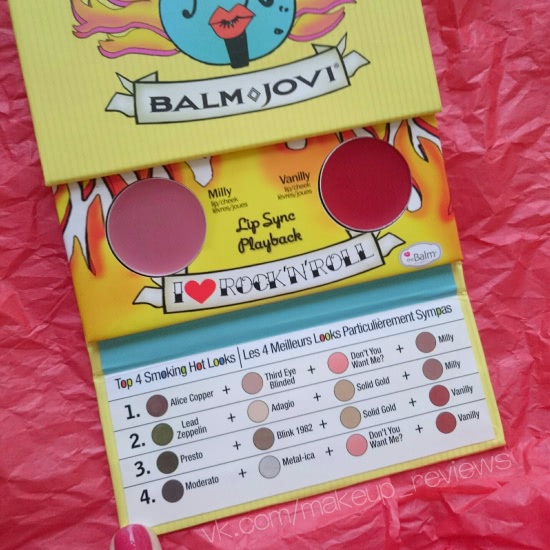 BALM◇JOVI®
Milly
lip/cheek
lèvres/joues
Vanilly
lip/cheek
lèvres/joues
Lip Sync
Playback
I ❤ ROCK'N'ROLL
theBalm®
Top 4 Smoking Hot Looks | Les 4 Meilleurs Looks Particulièrement Sympas
1. Alice Copper + Third Eye Blinded + Don't You Want Me? + Milly
2. Lead Zeppelin + Adagio + Solid Gold + Milly
3. Presto + Blink 1982 + Solid Gold + Vanilly
4. Moderato + Metal-ica + Don't You Want Me? + Vanilly
vk.com/makeup_reviews